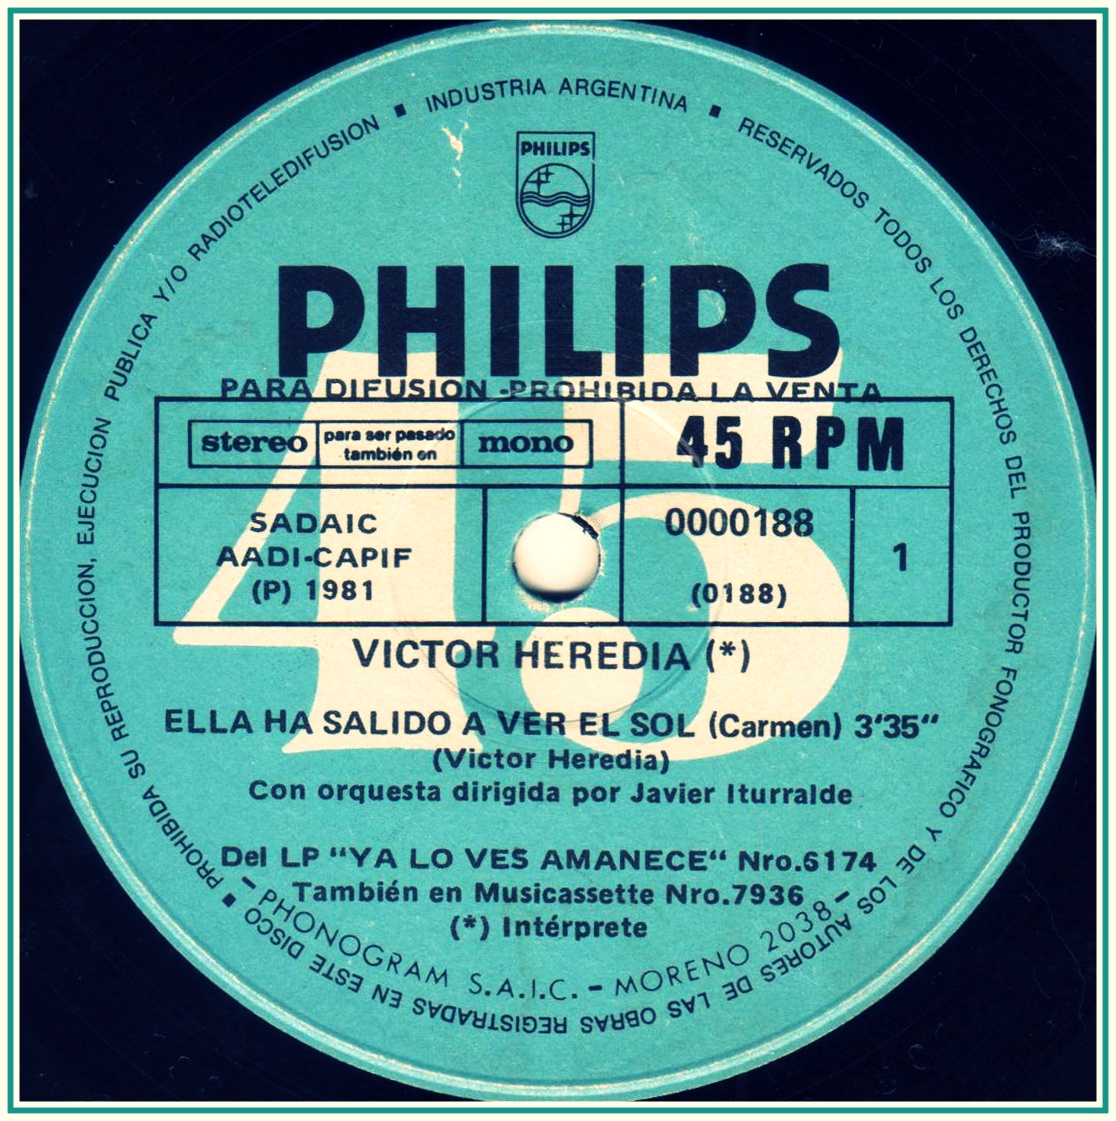 ■ INDUSTRIA ARGENTINA ■ RESERVADOS TODOS LOS DERECHOS DEL PRODUCTOR FONOGRAFICO Y DE LOS AUTORES DE LAS OBRAS REGISTRADAS EN ESTE DISCO ■ PROHIBIDA SU REPRODUCCION, EJECUCION PUBLICA Y/O RADIOTELEDIFUSION
PHILIPS
PHILIPS
45
PARA DIFUSION -PROHIBIDA LA VENTA
stereo para ser pasado también en mono
45 RPM
SADAIC
AADI-CAPIF
(P) 1981
0000188
(0188)
1
VICTOR HEREDIA (*)
ELLA HA SALIDO A VER EL SOL (Carmen) 3'35"
(Victor Heredia)
Con orquesta dirigida por Javier Iturralde
Del LP "YA LO VES AMANECE" Nro.6174
También en Musicassette Nro.7936
(*) Intérprete
- PHONOGRAM S.A.I.C. - MORENO 2038 -